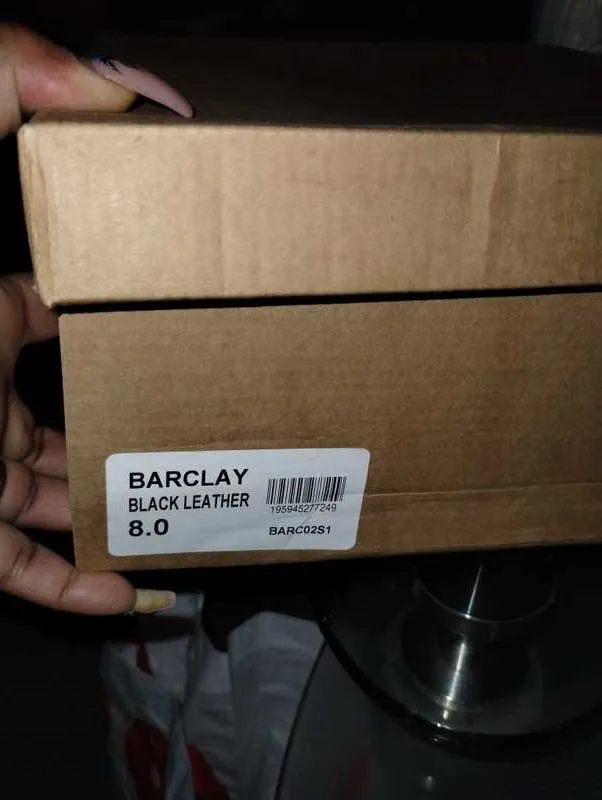 BARCLAY
BLACK LEATHER
8.0
195945277249
BARC02S1